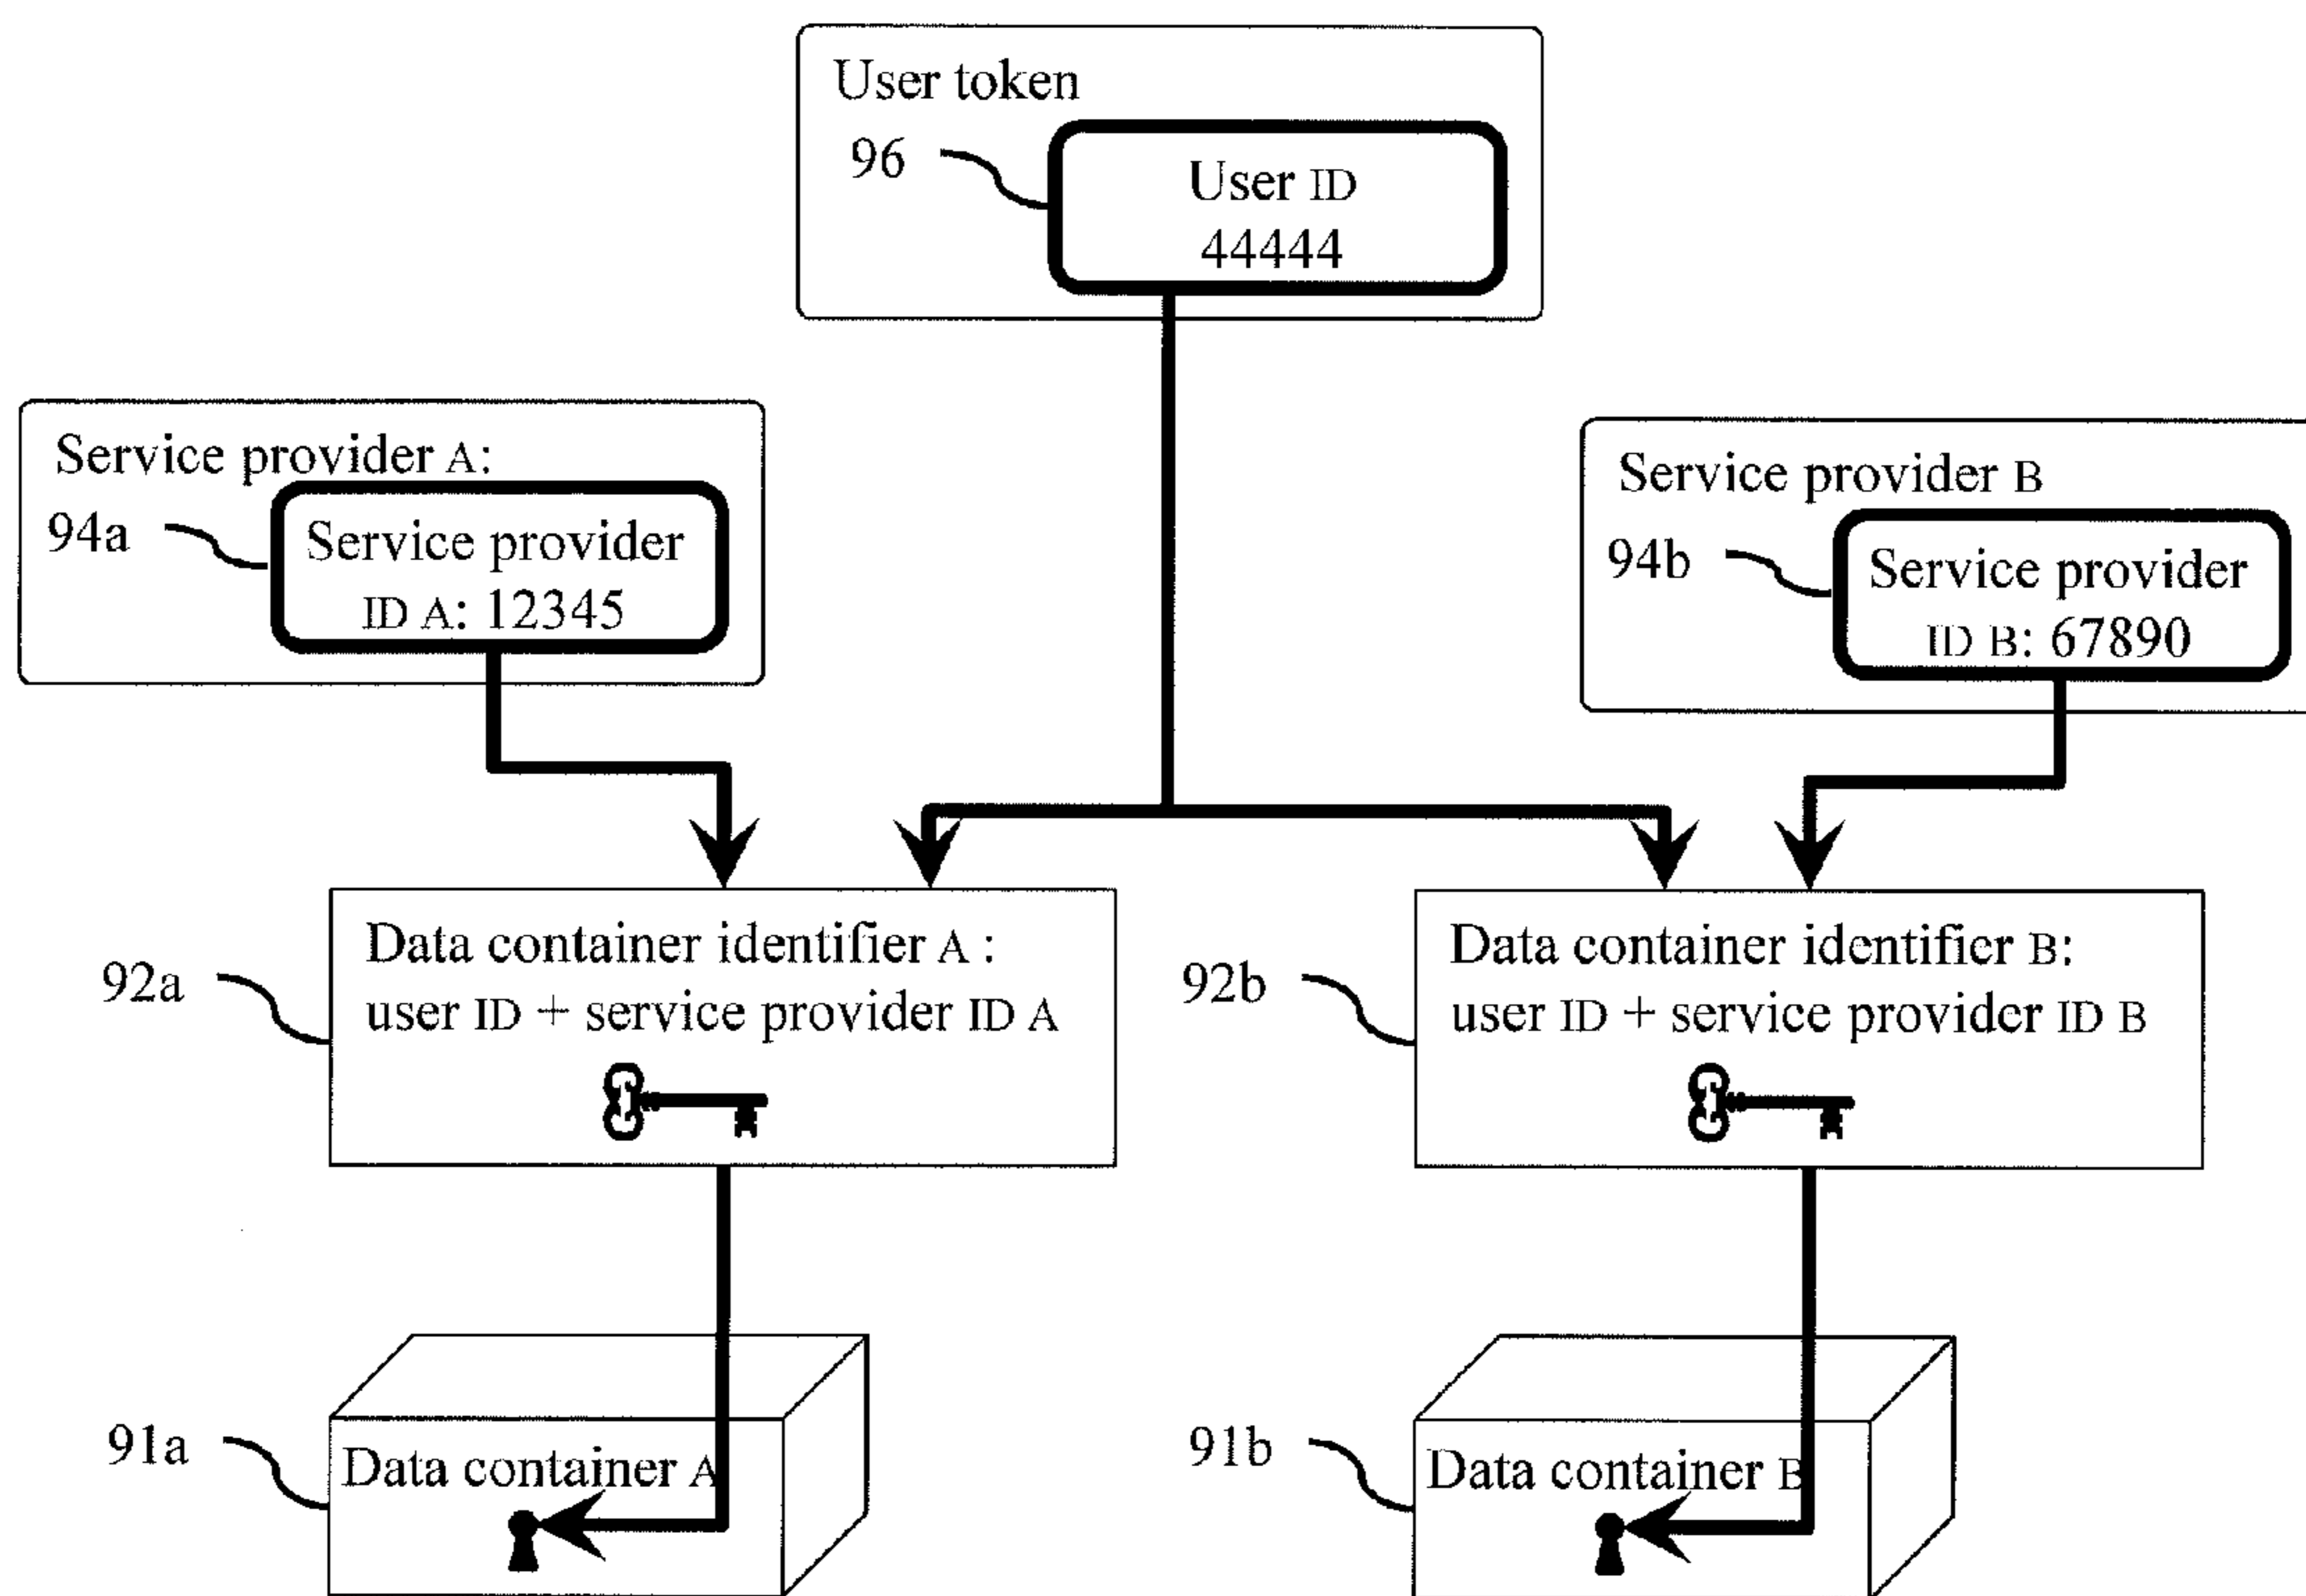 User token
96
User ID
44444
Service provider A:
94a
Service provider
ID A: 12345
Service provider B
94b
Service provider
ID B: 67890
92a
Data container identifier A :
user ID + service provider ID A
92b
Data container identifier B:
user ID + service provider ID B
91a
Data container A
91b
Data container B